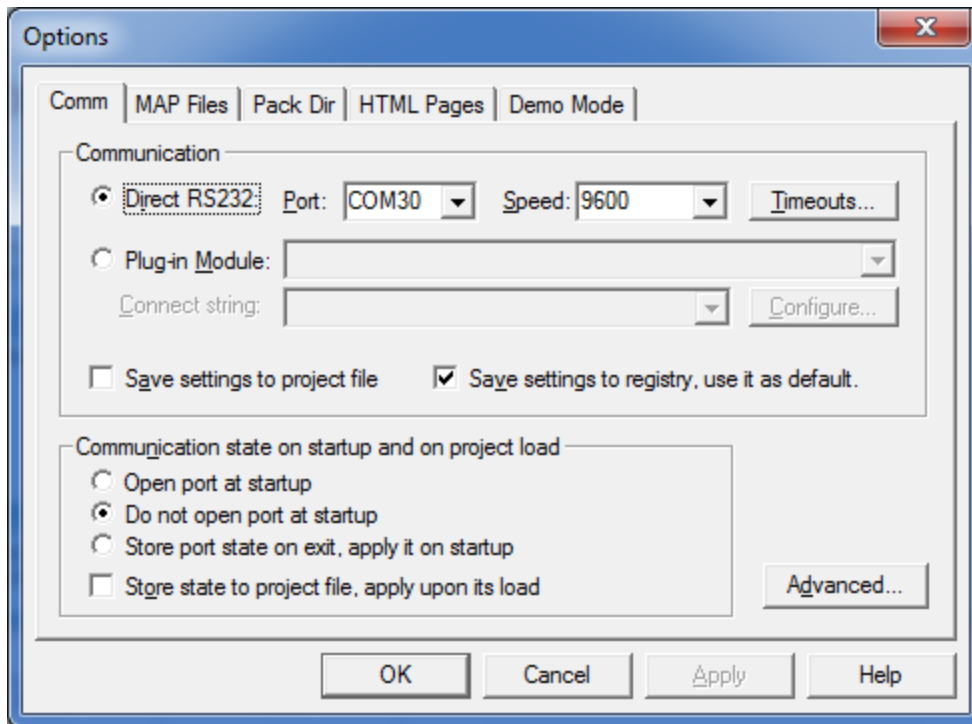 Options
Comm MAP Files Pack Dir HTML Pages Demo Mode
Communication
Direct RS232: Port: COM30 Speed: 9600 Timeouts...
Plug-in Module:
Connect string: Configure...
Save settings to project file Save settings to registry, use it as default.
Communication state on startup and on project load
Open port at startup
Do not open port at startup
Store port state on exit, apply it on startup
Store state to project file, apply upon its load
Advanced...
OK Cancel Apply Help